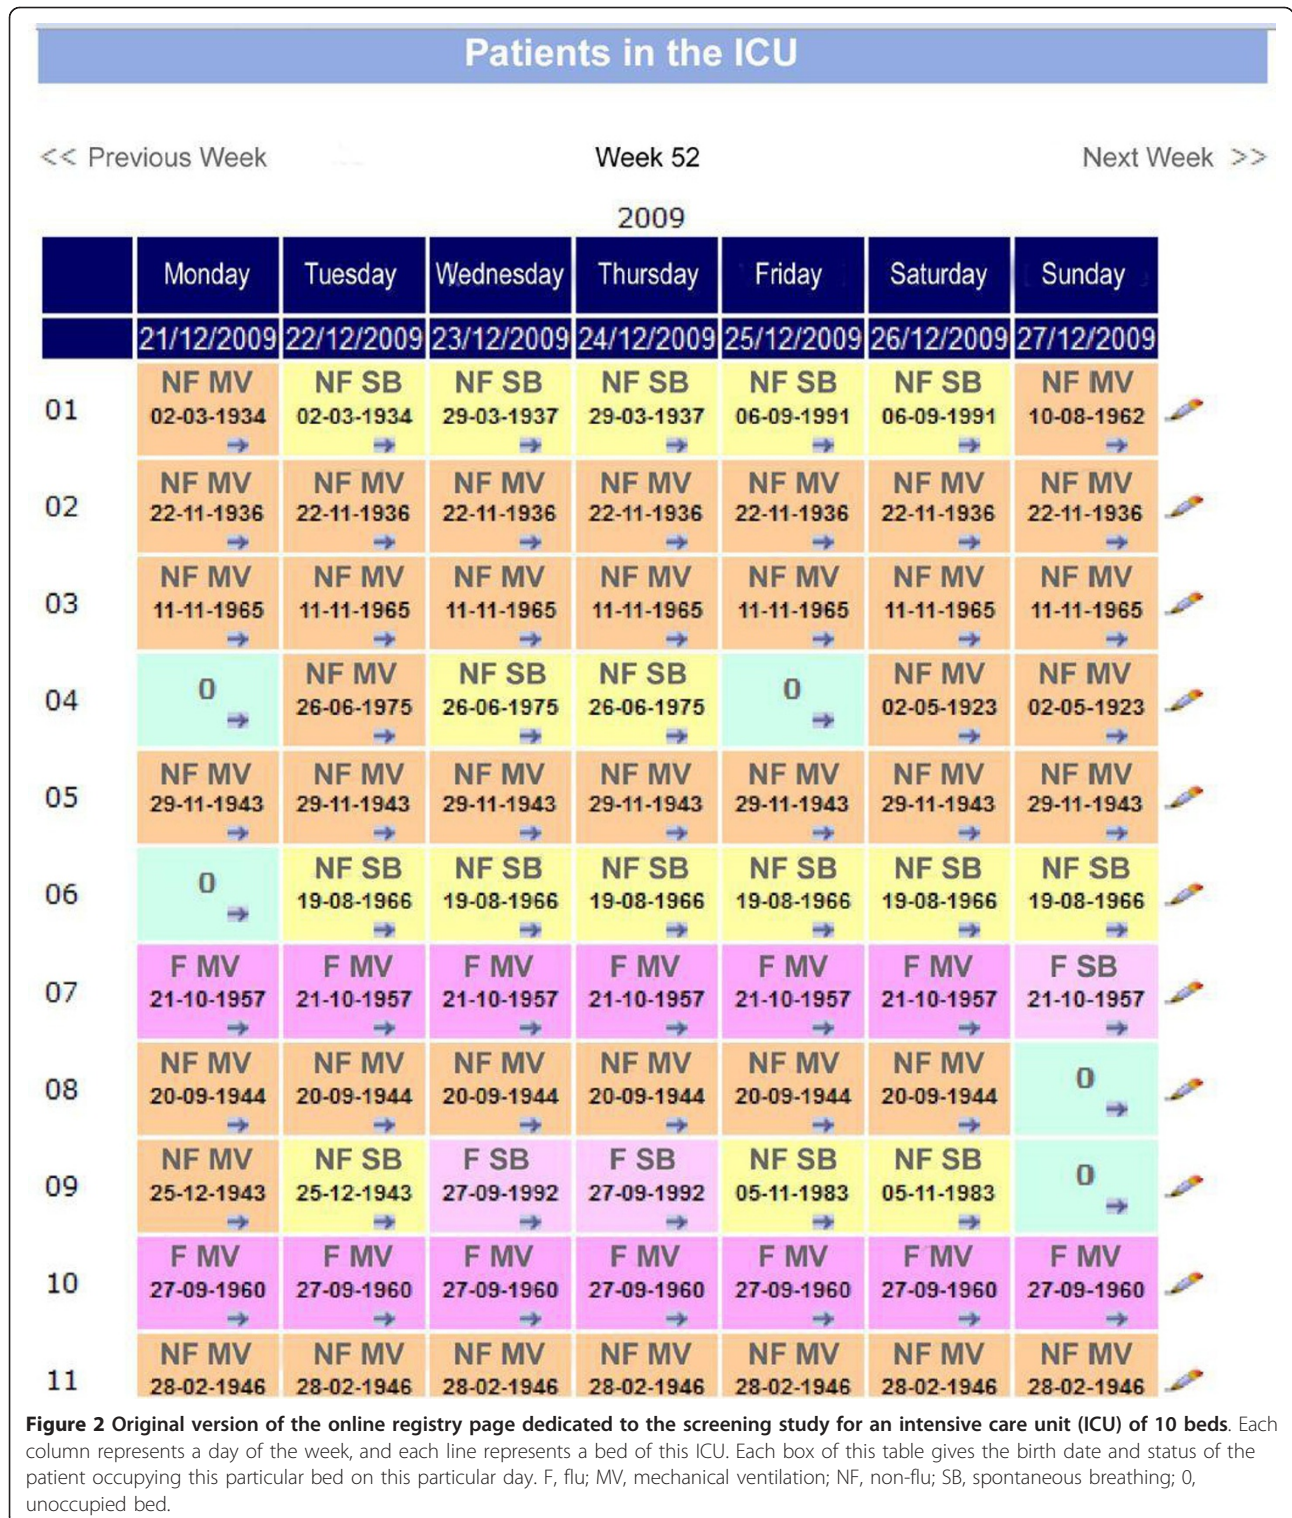 Patients in the ICU
<< Previous Week Week 52 Next Week >>
2009
Monday Tuesday Wednesday Thursday Friday Saturday Sunday
21/12/2009 22/12/2009 23/12/2009 24/12/2009 25/12/2009 26/12/2009 27/12/2009
NF MV NF SB NF SB NF SB NF SB NF SB NF MV
01 02-03-1934 02-03-1934 29-03-1937 29-03-1937 06-09-1991 06-09-1991 10-08-1962
NF MV NF MV NF MV NF MV NF MV NF MV NF MV
02 22-11-1936 22-11-1936 22-11-1936 22-11-1936 22-11-1936 22-11-1936 22-11-1936
NF MV NF MV NF MV NF MV NF MV NF MV NF MV
03 11-11-1965 11-11-1965 11-11-1965 11-11-1965 11-11-1965 11-11-1965 11-11-1965
0 NF MV NF SB NF SB 0 NF MV NF MV
04 26-06-1975 26-06-1975 26-06-1975 02-05-1923 02-05-1923
NF MV NF MV NF MV NF MV NF MV NF MV NF MV
05 29-11-1943 29-11-1943 29-11-1943 29-11-1943 29-11-1943 29-11-1943 29-11-1943
0 NF SB NF SB NF SB NF SB NF SB NF SB
06 19-08-1966 19-08-1966 19-08-1966 19-08-1966 19-08-1966 19-08-1966
F MV F MV F MV F MV F MV F MV F SB
07 21-10-1957 21-10-1957 21-10-1957 21-10-1957 21-10-1957 21-10-1957 21-10-1957
NF MV NF MV NF MV NF MV NF MV NF MV 0
08 20-09-1944 20-09-1944 20-09-1944 20-09-1944 20-09-1944 20-09-1944
NF MV NF SB F SB F SB NF SB NF SB 0
09 25-12-1943 25-12-1943 27-09-1992 27-09-1992 05-11-1983 05-11-1983
F MV F MV F MV F MV F MV F MV F MV
10 27-09-1960 27-09-1960 27-09-1960 27-09-1960 27-09-1960 27-09-1960 27-09-1960
NF MV NF MV NF MV NF MV NF MV NF MV NF MV
11 28-02-1946 28-02-1946 28-02-1946 28-02-1946 28-02-1946 28-02-1946 28-02-1946
Figure 2 Original version of the online registry page dedicated to the screening study for an intensive care unit (ICU) of 10 beds. Each
column represents a day of the week, and each line represents a bed of this ICU. Each box of this table gives the birth date and status of the
patient occupying this particular bed on this particular day. F, flu; MV, mechanical ventilation; NF, non-flu; SB, spontaneous breathing; 0,
unoccupied bed.